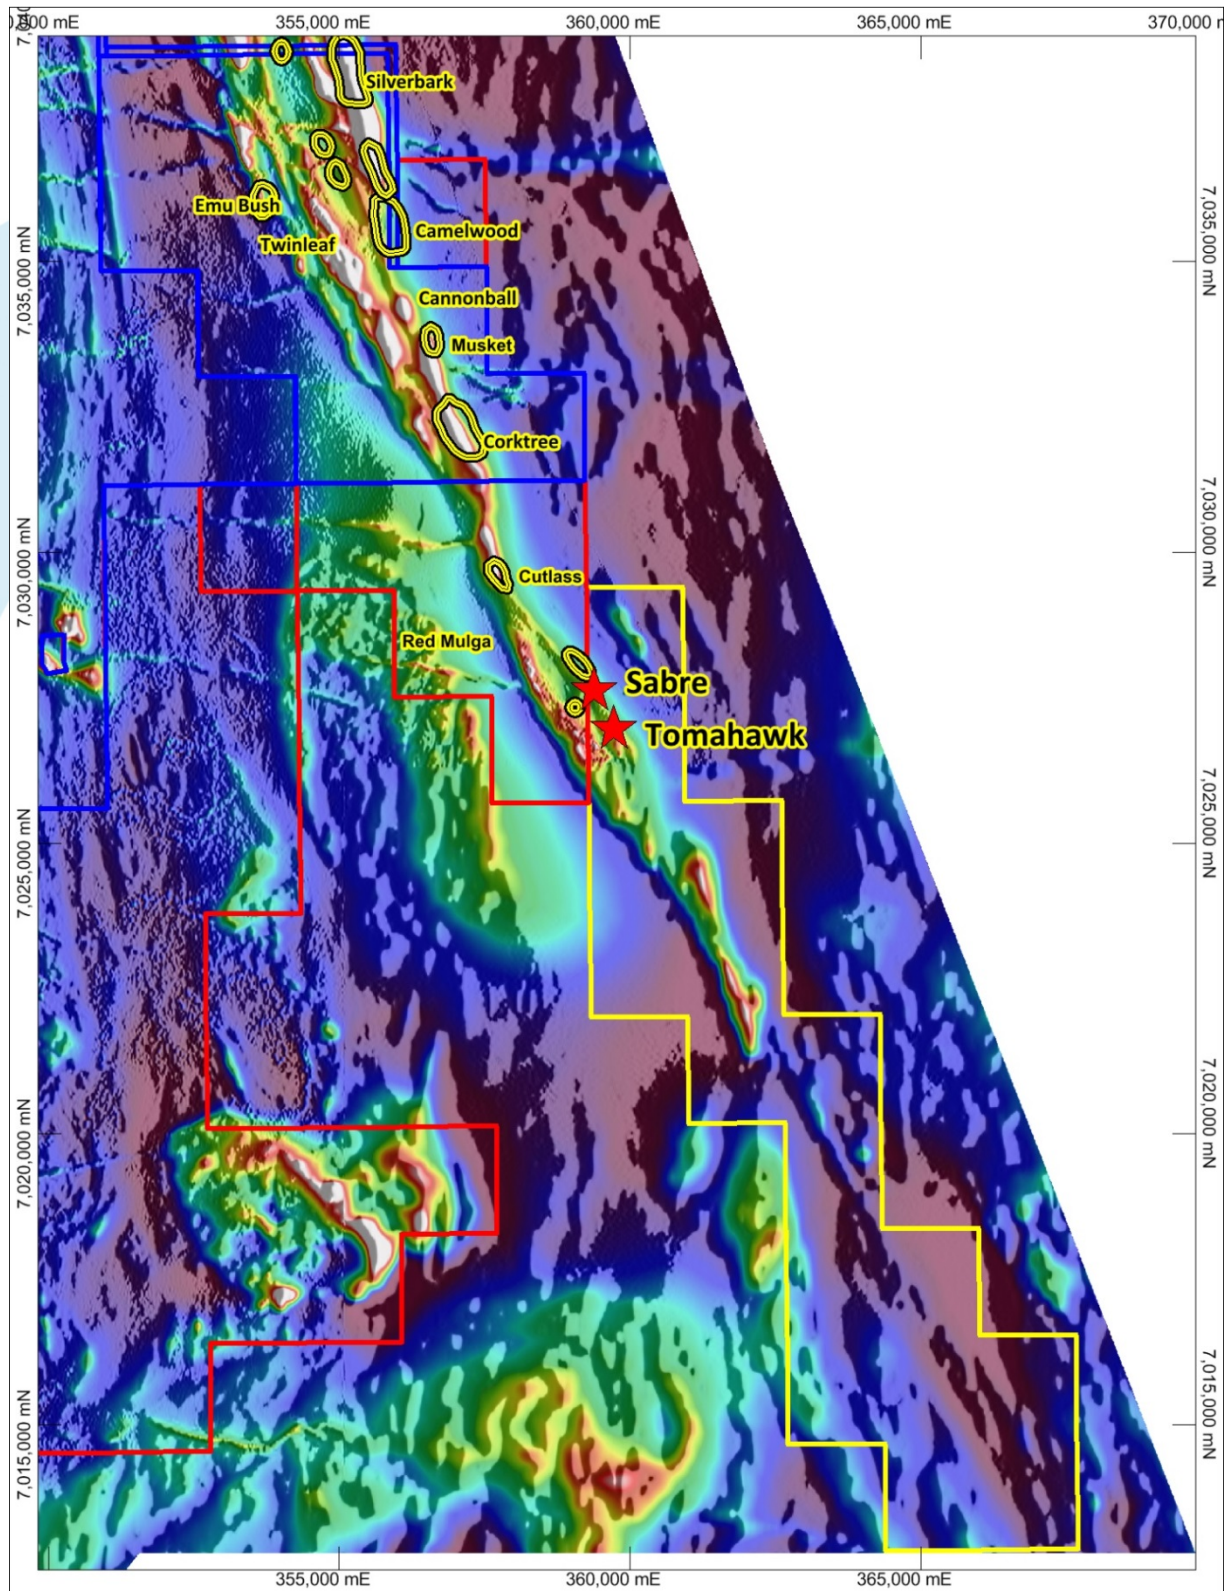 355,000 mE
360,000 mE
365,000 mE
Silverbark
Emu Bush
Twinleaf
Camelwood
Cannonball
Musket
Corktree
Cutlass
Red Mulga
Sabre
Tomahawk
7,035,000 mN
7,030,000 mN
7,025,000 mN
7,020,000 mN
7,015,000 mN
7,035,000 mN
7,030,000 mN
7,025,000 mN
7,020,000 mN
7,015,000 mN
355,000 mE
360,000 mE
365,000 mE